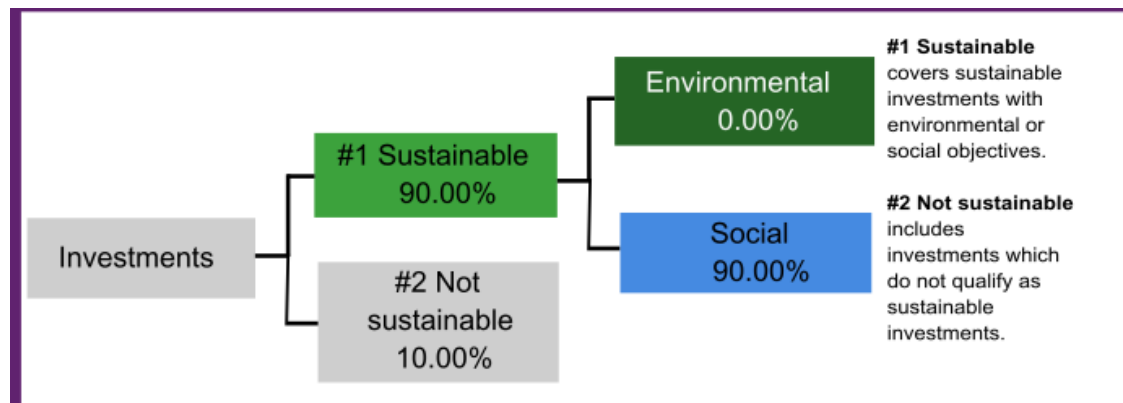 Investments
#1 Sustainable
90.00%
#2 Not
sustainable
10.00%
Environmental
0.00%
Social
90.00%
#1 Sustainable
covers sustainable
investments with
environmental or
social objectives.
#2 Not sustainable
includes
investments which
do not qualify as
sustainable
investments.